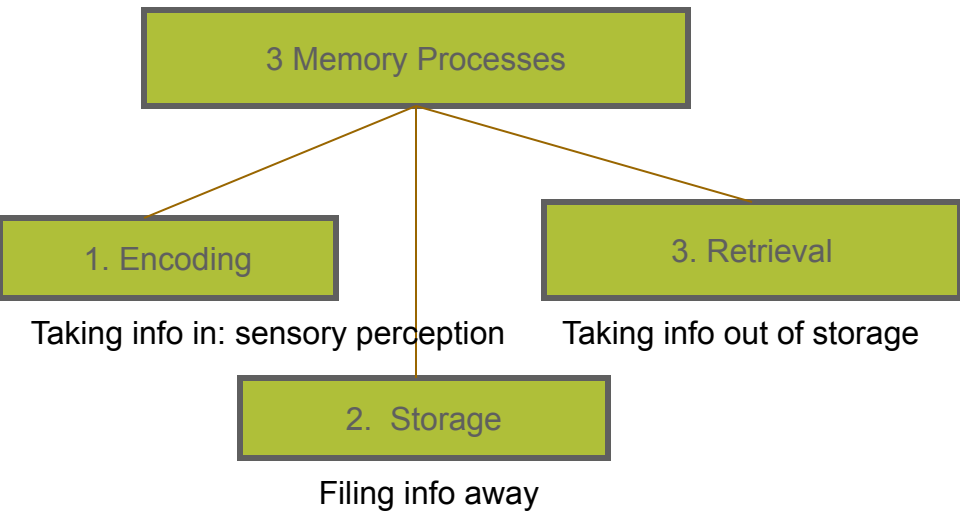 3 Memory Processes
1. Encoding
3. Retrieval
Taking info in: sensory perception
Taking info out of storage
2. Storage
Filing info away